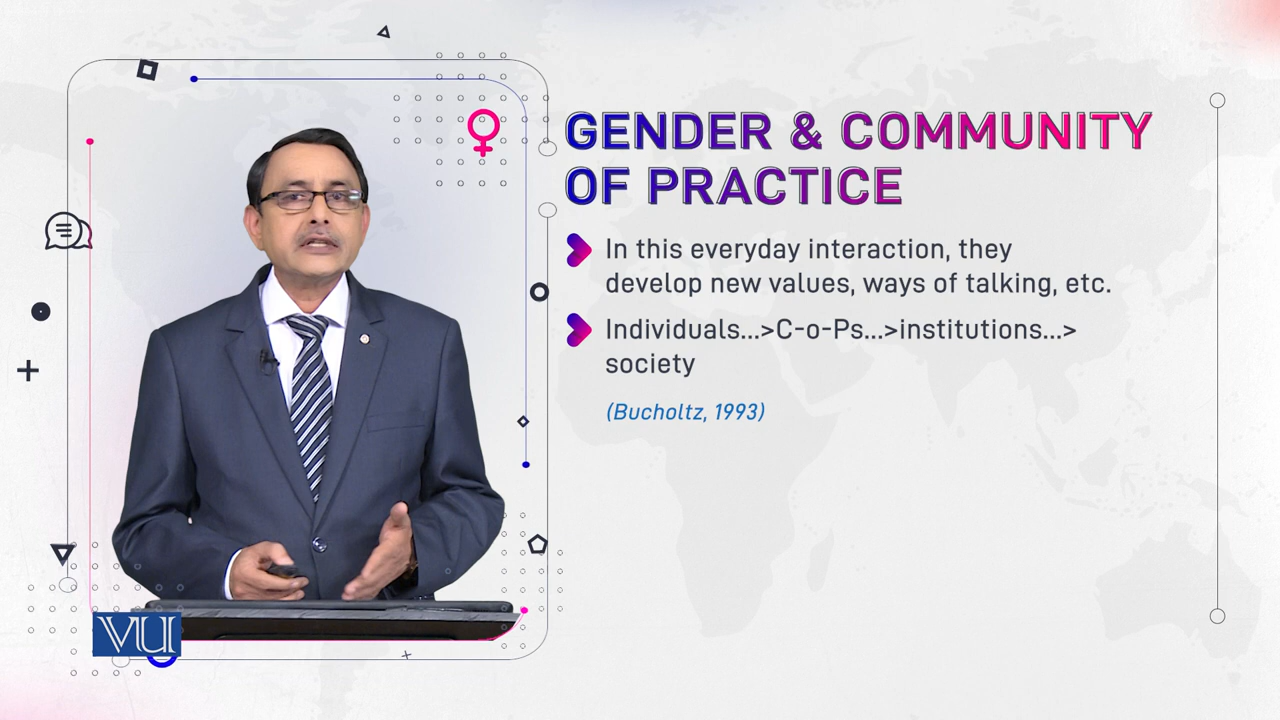 GENDER & COMMUNITY
OF PRACTICE
In this everyday interaction, they
develop new values, ways of talking, etc.
Individuals...>C-o-Ps...>institutions...>
society
(Bucholtz, 1993)
VU